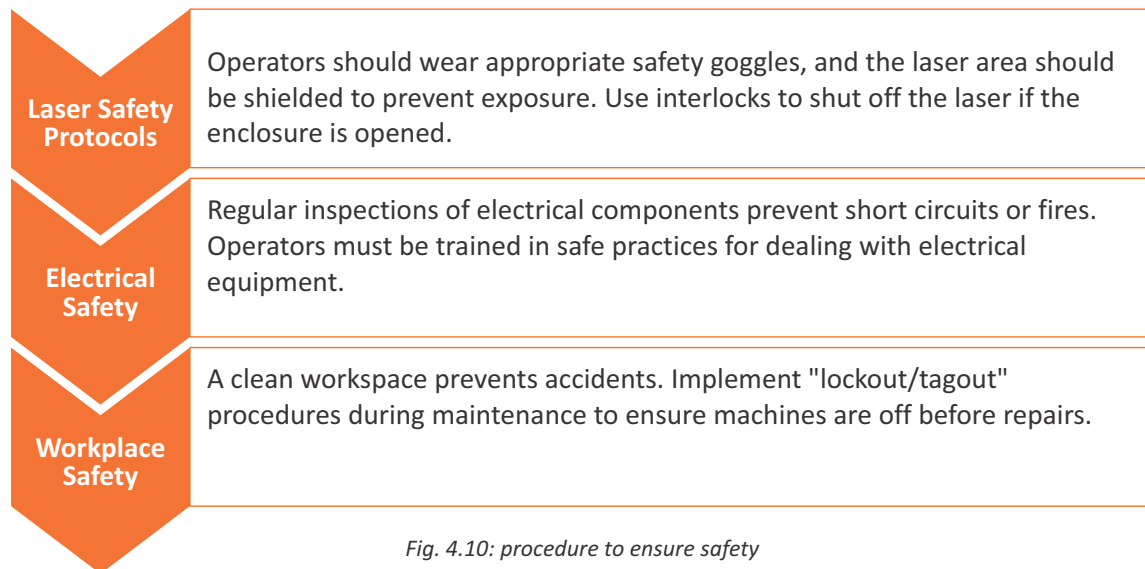 Laser Safety
Protocols
Operators should wear appropriate safety goggles, and the laser area should
be shielded to prevent exposure. Use interlocks to shut off the laser if the
enclosure is opened.
Electrical
Safety
Regular inspections of electrical components prevent short circuits or fires.
Operators must be trained in safe practices for dealing with electrical
equipment.
Workplace
Safety
A clean workspace prevents accidents. Implement "lockout/tagout"
procedures during maintenance to ensure machines are off before repairs.
Fig. 4.10: procedure to ensure safety